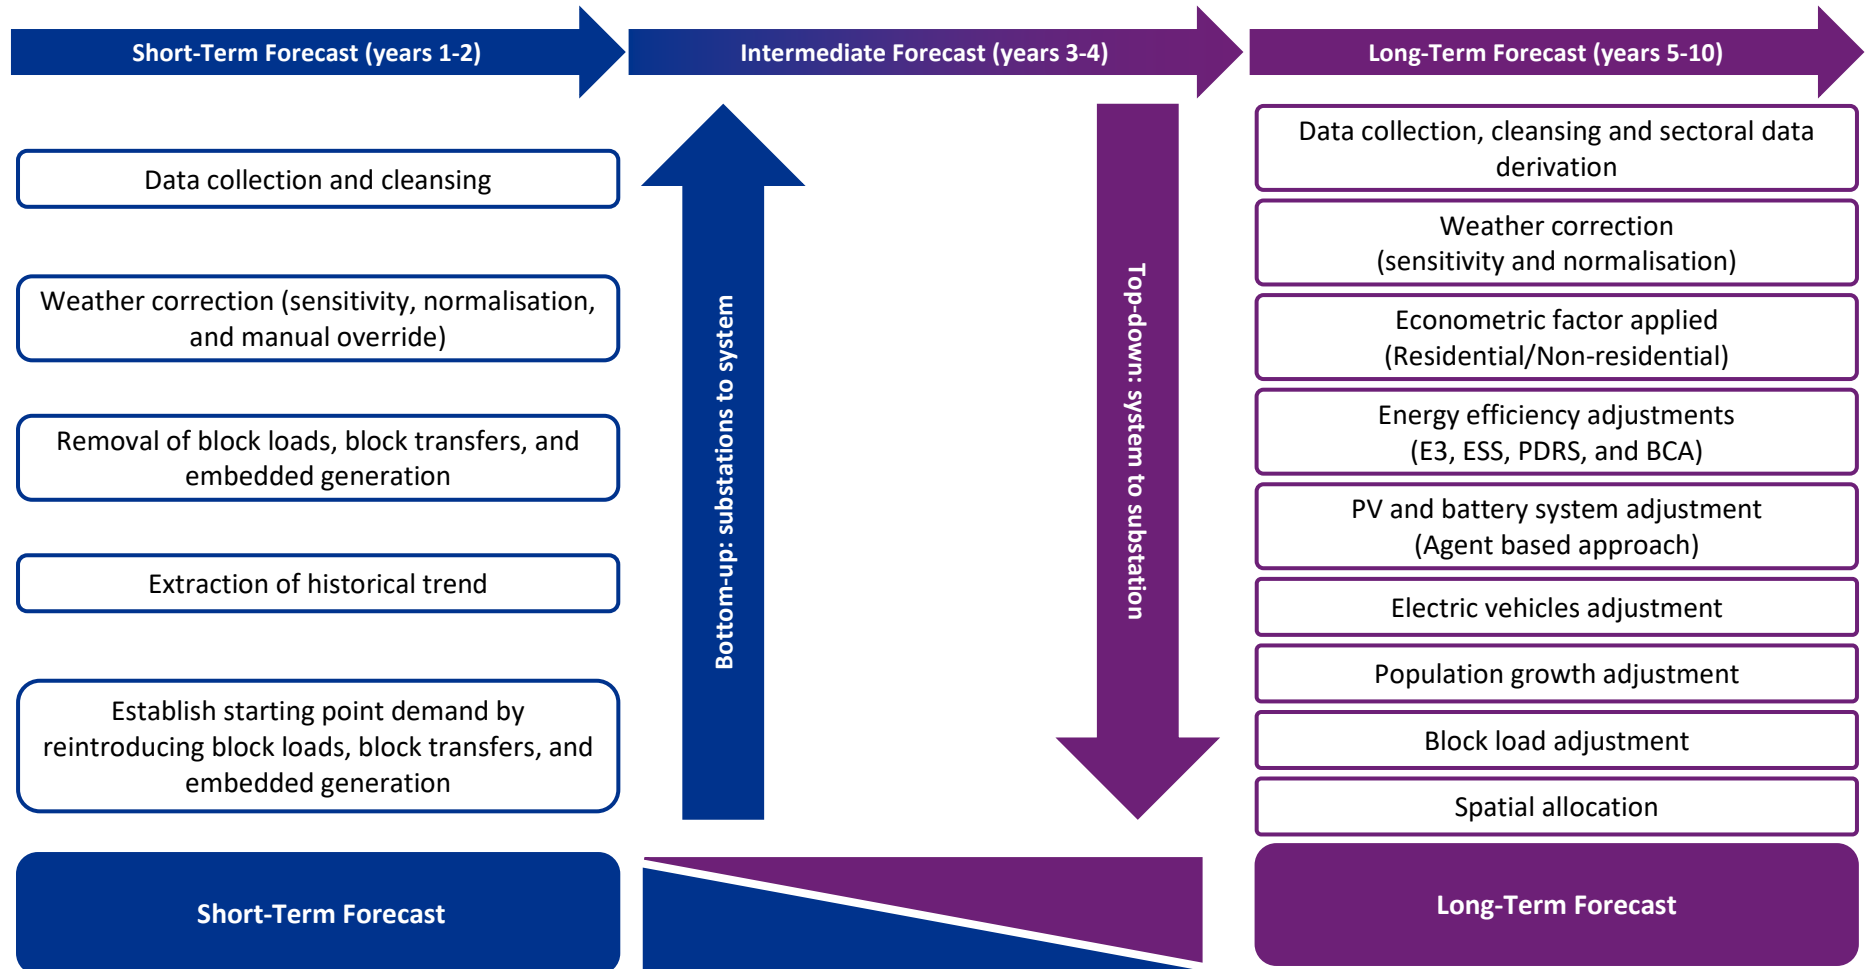 Short-Term Forecast (years 1-2)
Intermediate Forecast (years 3-4)
Long-Term Forecast (years 5-10)
Data collection and cleansing
Weather correction (sensitivity, normalisation,
and manual override)
Removal of block loads, block transfers, and
embedded generation
Extraction of historical trend
Establish starting point demand by
reintroducing block loads, block transfers, and
embedded generation
Short-Term Forecast
Bottom-up: substations to system
Top-down: system to substation
Data collection, cleansing and sectoral data
derivation
Weather correction
(sensitivity and normalisation)
Econometric factor applied
(Residential/Non-residential)
Energy efficiency adjustments
(E3, ESS, PDRS, and BCA)
PV and battery system adjustment
(Agent based approach)
Electric vehicles adjustment
Population growth adjustment
Block load adjustment
Spatial allocation
Long-Term Forecast